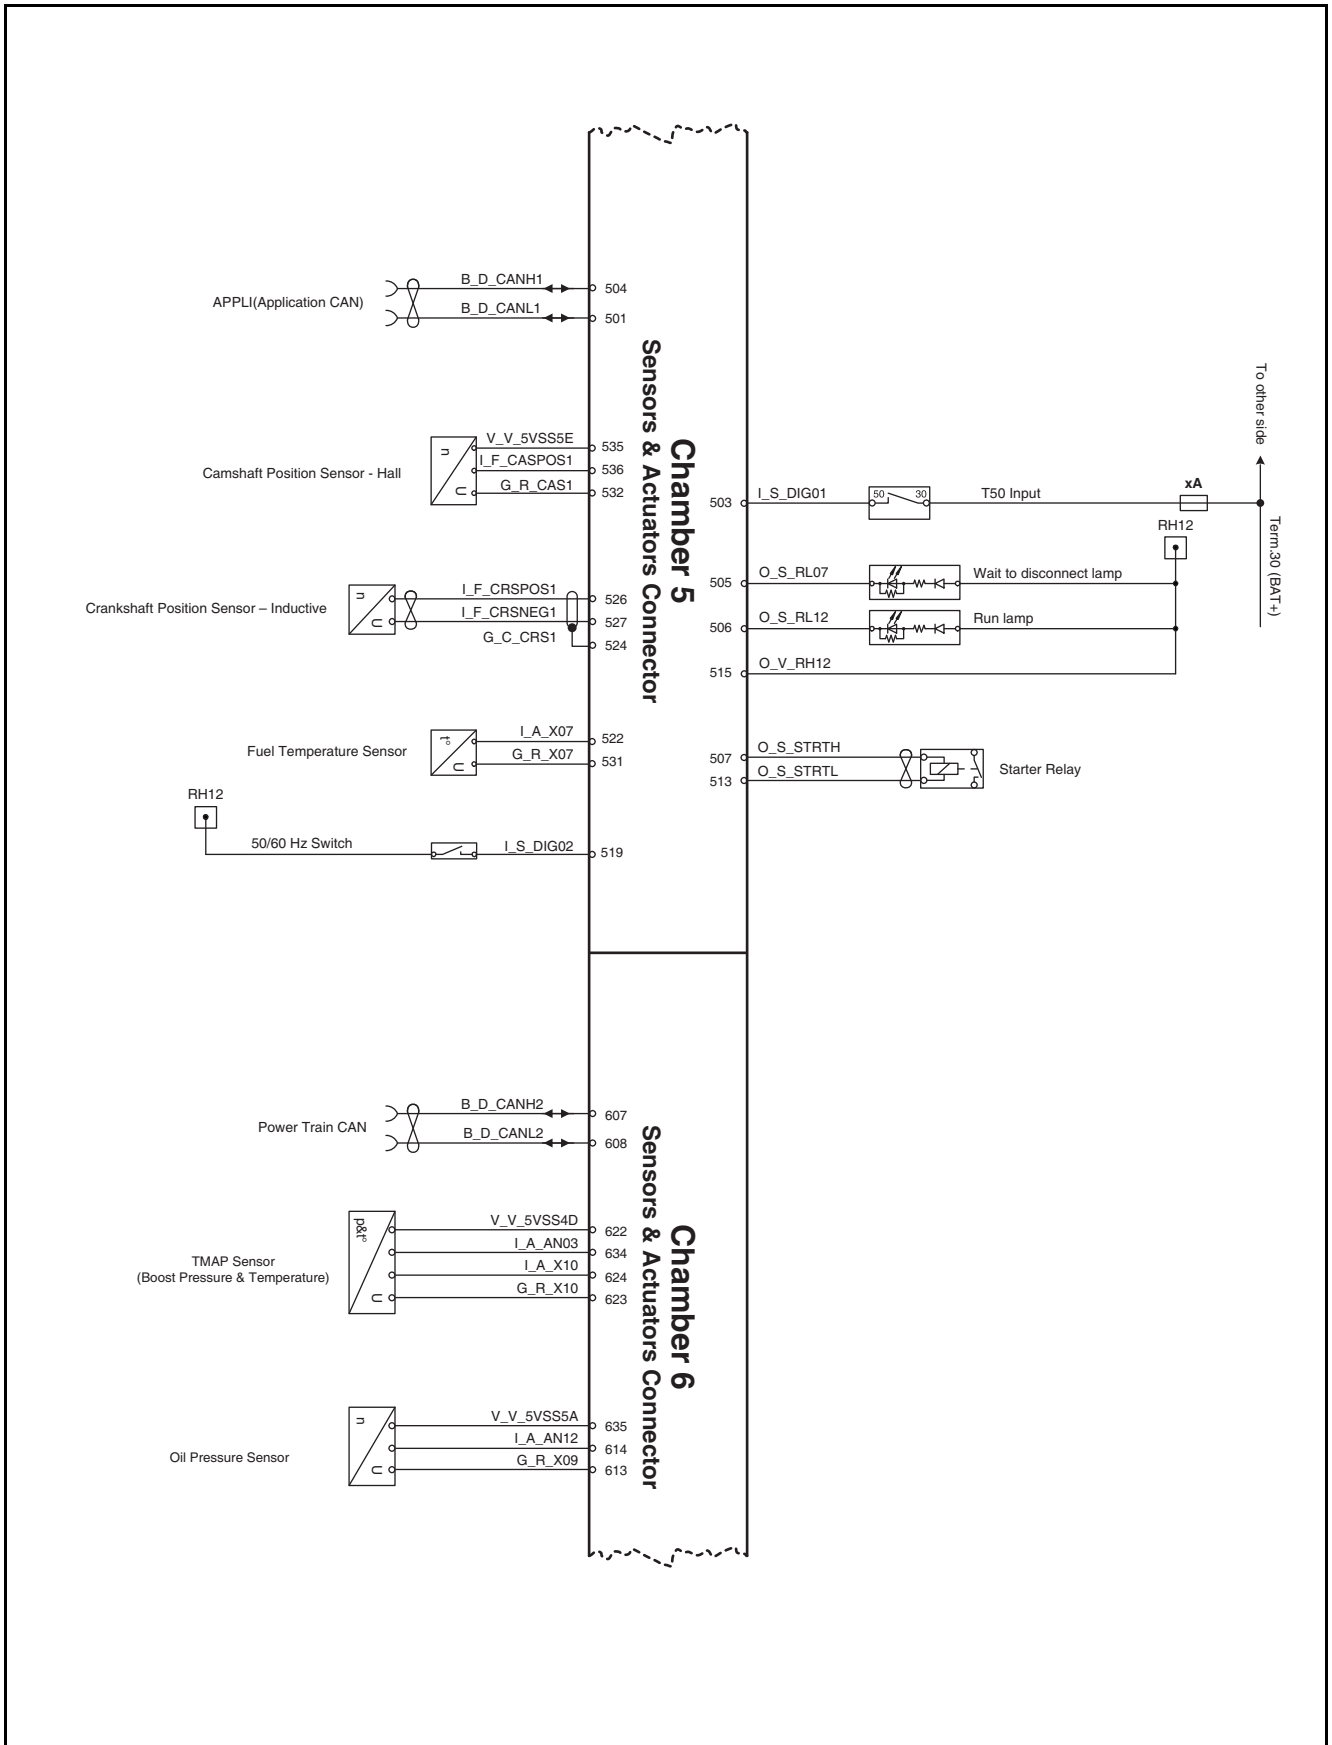 B_D_CANH1
504
APPLI(Application CAN)
B_D_CANL1
501
Chamber 5
Sensors & Actuators Connector
To other side
Term.30 (BAT+)
V_V_5VSS5E
535
I_F_CASPOS1
536
G_R_CAS1
532
Camshaft Position Sensor - Hall
n
U
503
I_S_DIG01
50
30
T50 Input
xA
RH12
505
O_S_RL07
Wait to disconnect lamp
506
O_S_RL12
Run lamp
515
O_V_RH12
I_F_CRSPOS1
526
I_F_CRSNEG1
527
G_C_CRS1
524
Crankshaft Position Sensor – Inductive
n
U
I_A_X07
522
G_R_X07
531
Fuel Temperature Sensor
t°
U
507
O_S_STRTH
513
O_S_STRTL
Starter Relay
RH12
50/60 Hz Switch
I_S_DIG02
519
B_D_CANH2
607
Power Train CAN
B_D_CANL2
608
Chamber 6
Sensors & Actuators Connector
V_V_5VSS4D
622
I_A_AN03
634
I_A_X10
624
G_R_X10
623
TMAP Sensor
(Boost Pressure & Temperature)
p&t°
U
V_V_5VSS5A
635
I_A_AN12
614
G_R_X09
613
Oil Pressure Sensor
n
U